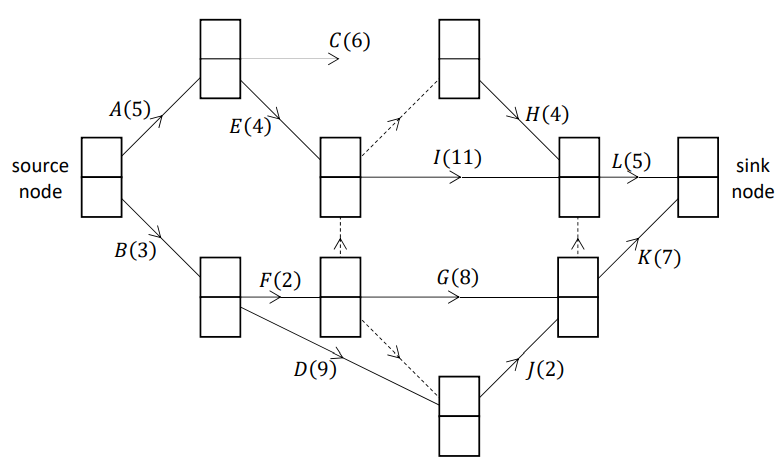 C(6)
A(5)
H(4)
E(4)
source
node
I(11)
L(5)
sink
node
B(3)
F(2)
G(8)
K(7)
D(9)
J(2)